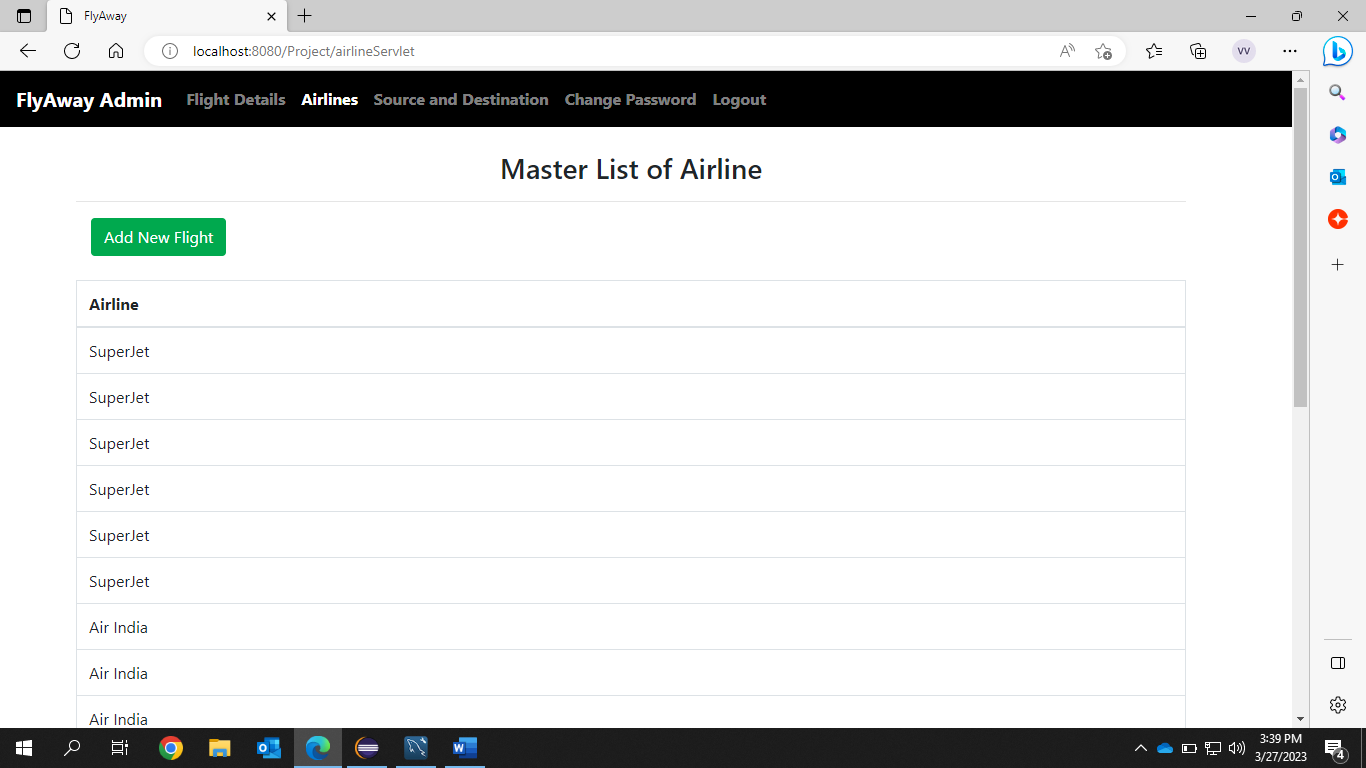 FlyAway
localhost:8080/Project/airlineServlet
VV
FlyAway Admin Flight Details Airlines Source and Destination Change Password Logout
Master List of Airline
Add New Flight
Airline
SuperJet
SuperJet
SuperJet
SuperJet
SuperJet
SuperJet
Air India
Air India
Air India
3:39 PM
3/27/2023
4